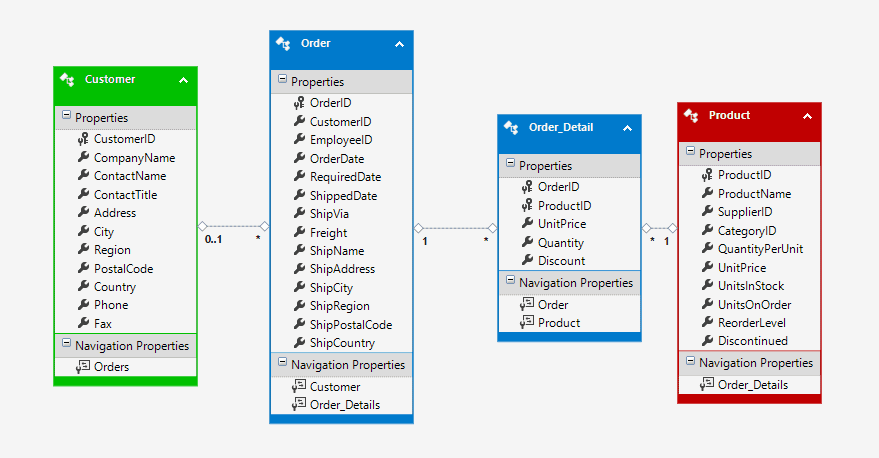 Customer
Properties
CustomerID
CompanyName
ContactName
ContactTitle
Address
City
Region
PostalCode
Country
Phone
Fax
Navigation Properties
Orders
0..1
*
Order
Properties
OrderID
CustomerID
EmployeeID
OrderDate
RequiredDate
ShippedDate
ShipVia
Freight
ShipName
ShipAddress
ShipCity
ShipRegion
ShipPostalCode
ShipCountry
Navigation Properties
Customer
Order_Details
1
*
Order_Detail
Properties
OrderID
ProductID
UnitPrice
Quantity
Discount
Navigation Properties
Order
Product
*
1
Product
Properties
ProductID
ProductName
SupplierID
CategoryID
QuantityPerUnit
UnitPrice
UnitsInStock
UnitsOnOrder
ReorderLevel
Discontinued
Navigation Properties
Order_Details